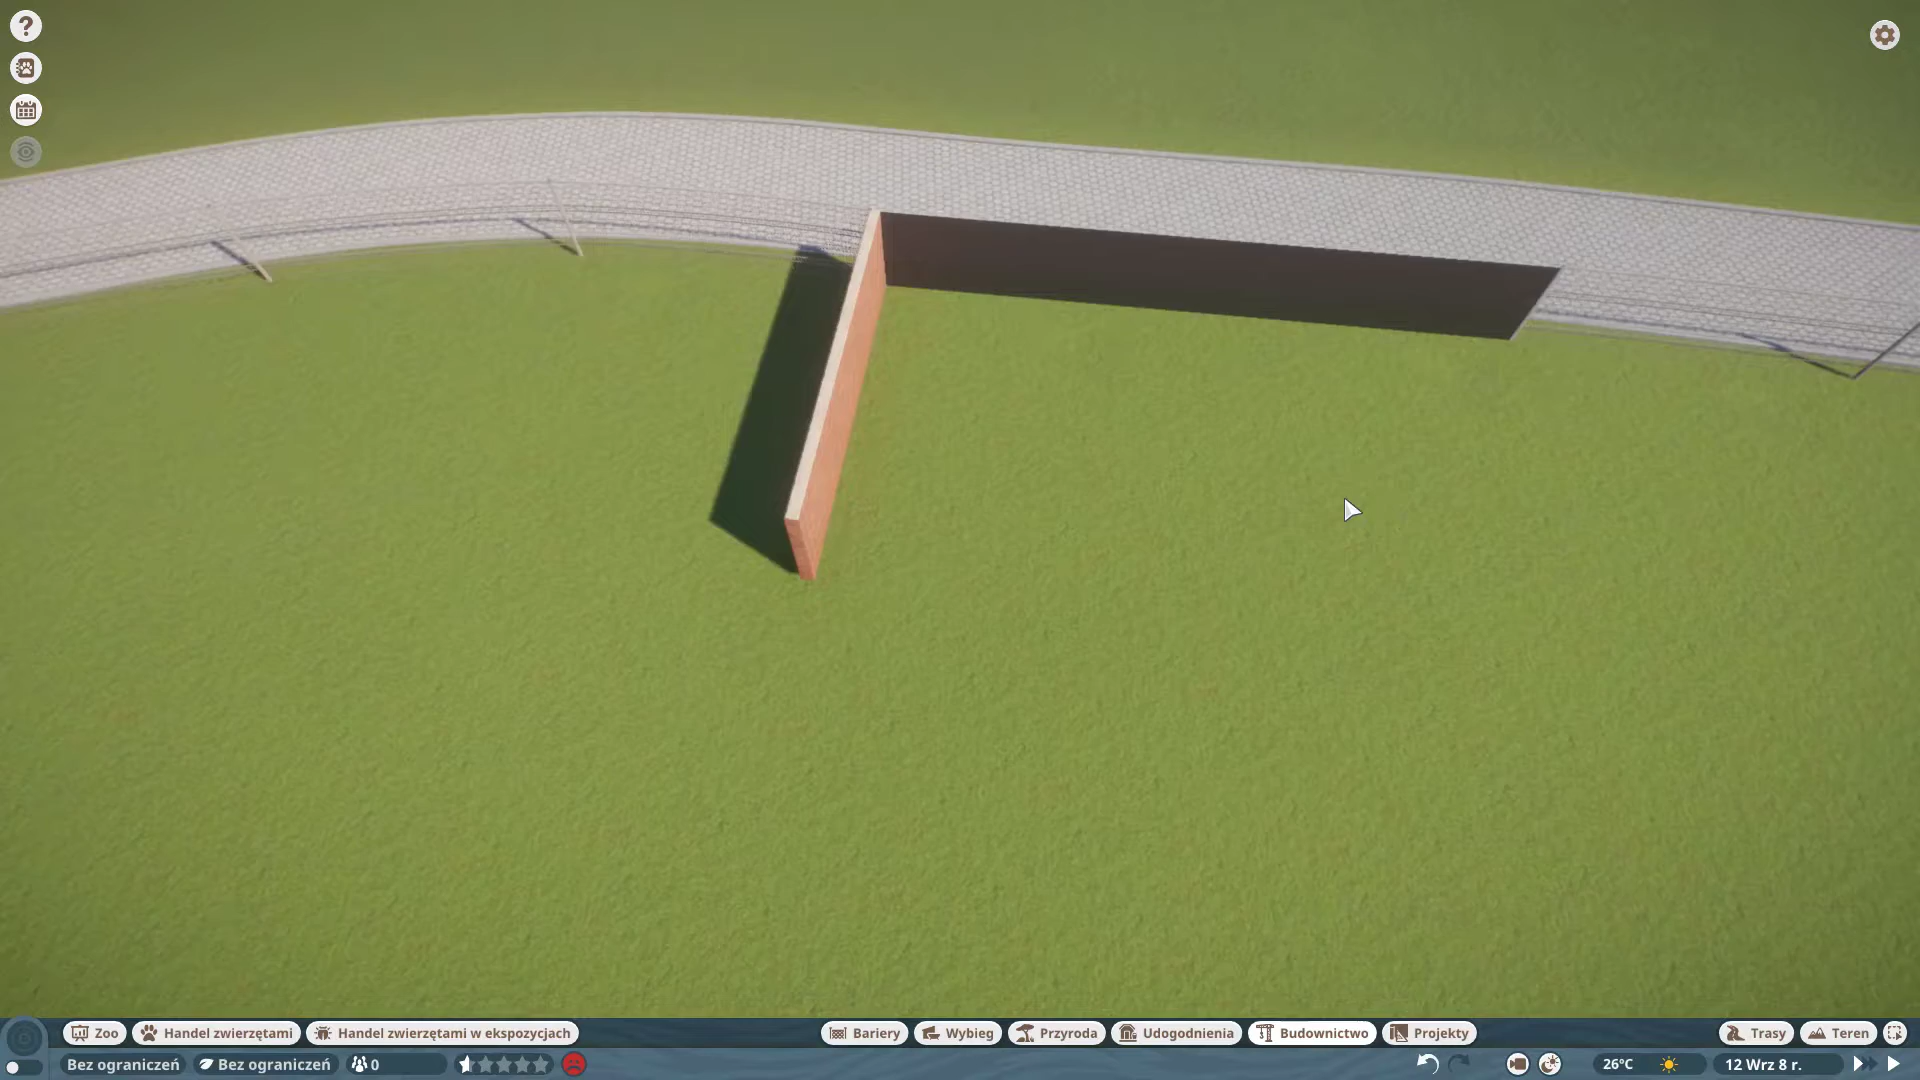 ?
Zoo Handel zwierzętami Handel zwierzętami w ekspozycjach Bariery Wybieg Przyroda Udogodnienia Budownictwo Projekty Trasy Teren
Bez ograniczeń Bez ograniczeń 0 26°C 12 Wrz 8 r.